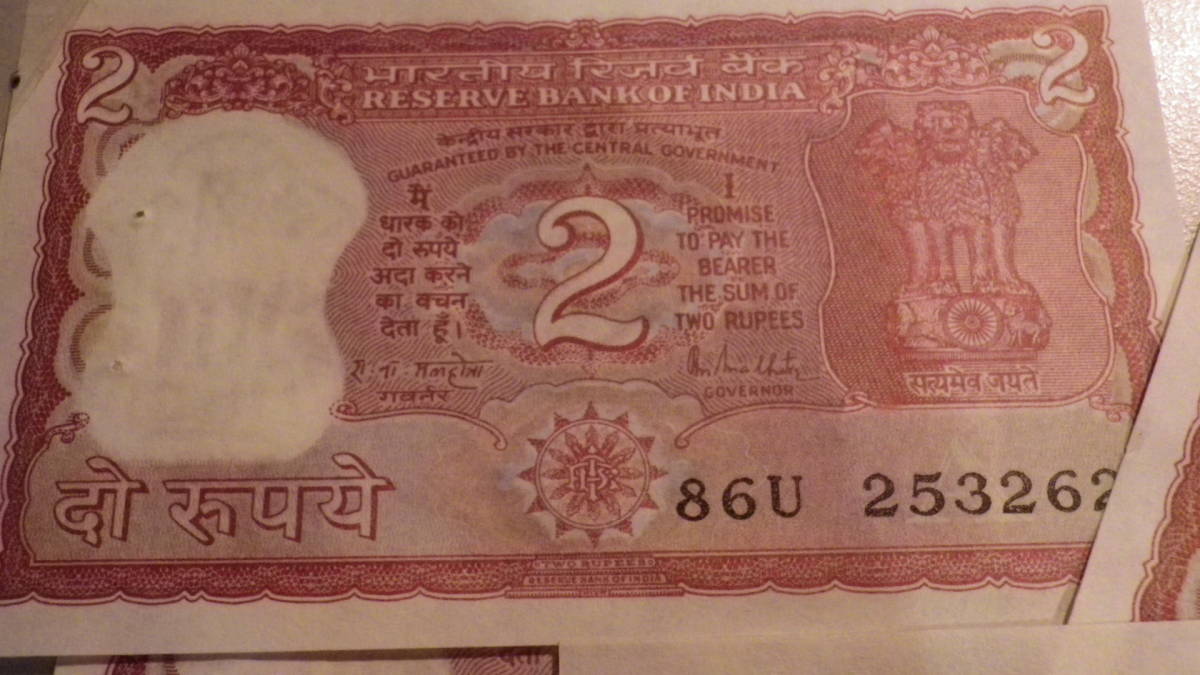 2
2
भारतीय रिज़र्व बैंक
RESERVE BANK OF INDIA
केन्द्रीय सरकार द्वारा प्रत्याभूत
GUARANTEED BY THE CENTRAL GOVERNMENT
मैं
धारक को
दो रुपये
अदा करने
का वचन
देता हूँ।
2
I
PROMISE
TO PAY THE
BEARER
THE SUM OF
TWO RUPEES
रा. ना. मलहोत्रा
गवर्नर
GOVERNOR
सत्यमेव जयते
दो रुपये
86U 253262
TWO RUPEES
RESERVE BANK OF INDIA